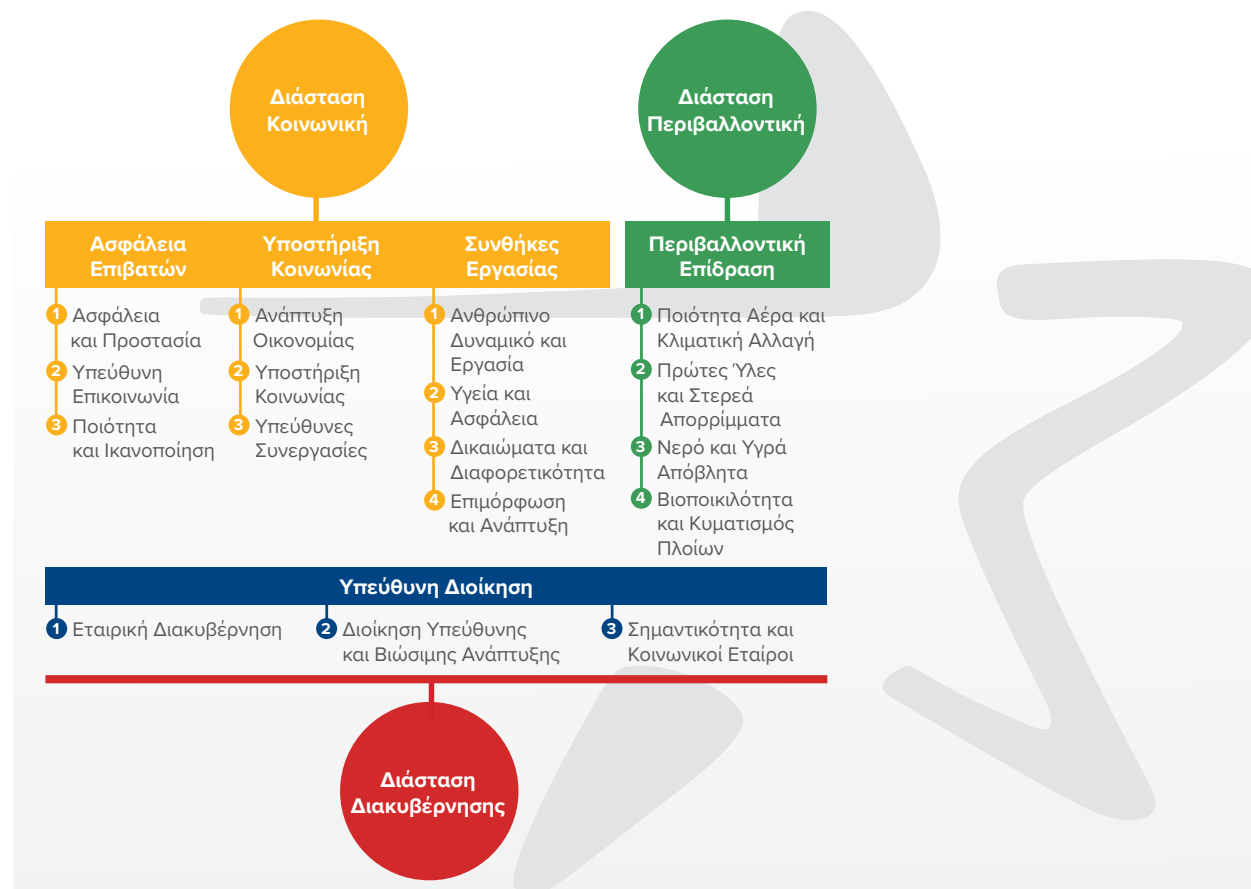 Διάσταση
Κοινωνική
Διάσταση
Περιβαλλοντική
Ασφάλεια
Επιβατών
1 Ασφάλεια
και Προστασία
2 Υπεύθυνη
Επικοινωνία
3 Ποιότητα
και Ικανοποίηση
Υποστήριξη
Κοινωνίας
1 Ανάπτυξη
Οικονομίας
2 Υποστήριξη
Κοινωνίας
3 Υπεύθυνες
Συνεργασίες
Συνθήκες
Εργασίας
1 Ανθρώπινο
Δυναμικό και
Εργασία
2 Υγεία και
Ασφάλεια
3 Δικαιώματα και
Διαφορετικότητα
4 Επιμόρφωση
και Ανάπτυξη
Περιβαλλοντική
Επίδραση
1 Ποιότητα Αέρα και
Κλιματική Αλλαγή
2 Πρώτες Ύλες
και Στερεά
Απορρίμματα
3 Νερό και Υγρά
Απόβλητα
4 Βιοποικιλότητα
και Κυματισμός
Πλοίων
Υπεύθυνη Διοίκηση
1 Εταιρική Διακυβέρνηση
2 Διοίκηση Υπεύθυνης
και Βιώσιμης Ανάπτυξης
3 Σημαντικότητα και
Κοινωνικοί Εταίροι
Διάσταση
Διακυβέρνησης